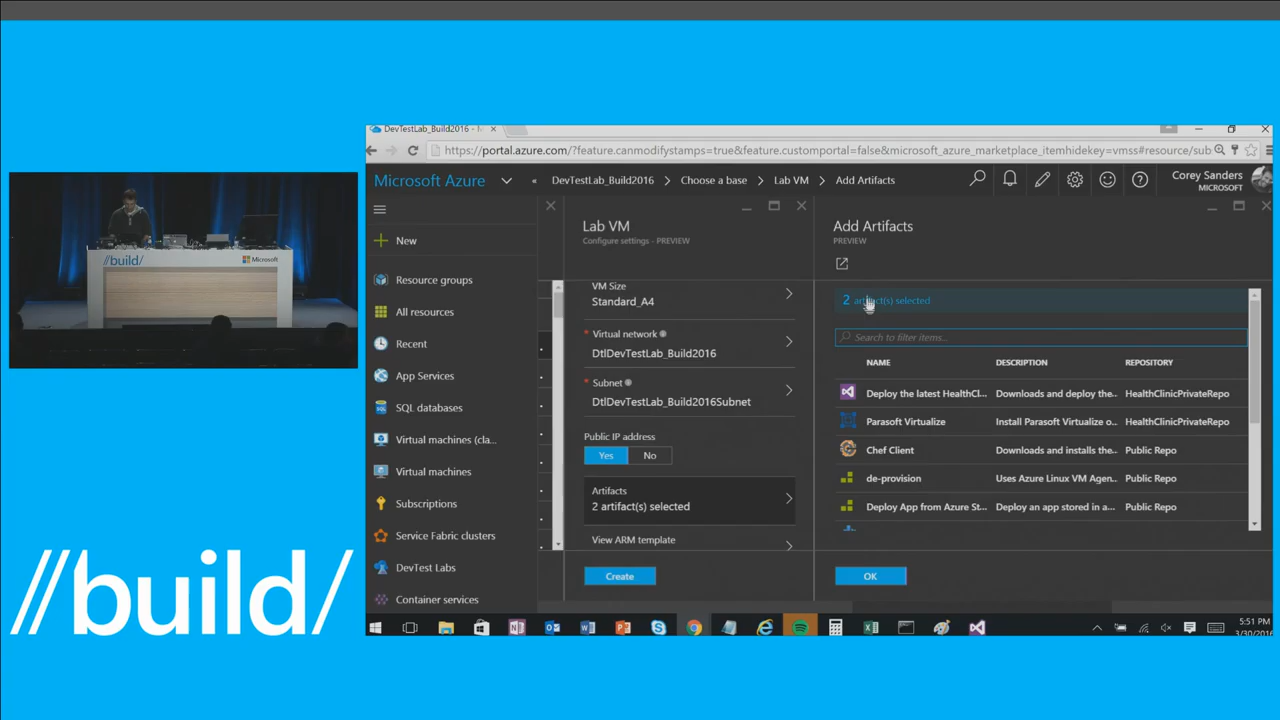 //build/
Microsoft
//build/
DevTestLab_Build2016 -
https://portal.azure.com/?feature.canmodifystamps=true&feature.customportal=false&microsoft_azure_marketplace_itemhidekey=vmss#resource/sub
Microsoft Azure
«
DevTestLab_Build2016 > Choose a base > Lab VM > Add Artifacts
Corey Sanders
MICROSOFT
New
Resource groups
All resources
Recent
App Services
SQL databases
Virtual machines (cla...
Virtual machines
Subscriptions
Service Fabric clusters
DevTest Labs
Container services
Lab VM
Configure settings - PREVIEW
VM Size
Standard_A4
* Virtual network
DtlDevTestLab_Build2016
* Subnet
DtlDevTestLab_Build2016Subnet
Public IP address
Yes No
Artifacts
2 artifact(s) selected
View ARM template
Create
Add Artifacts
PREVIEW
2 artifact(s) selected
Search to filter items...
NAME DESCRIPTION REPOSITORY
Deploy the latest HealthCl... Downloads and deploy the... HealthClinicPrivateRepo
Parasoft Virtualize Install Parasoft Virtualize o... HealthClinicPrivateRepo
Chef Client Downloads and installs the... Public Repo
de-provision Uses Azure Linux VM Agen... Public Repo
Deploy App from Azure St... Deploy an app stored in a... Public Repo
OK
5:51 PM
3/30/2016